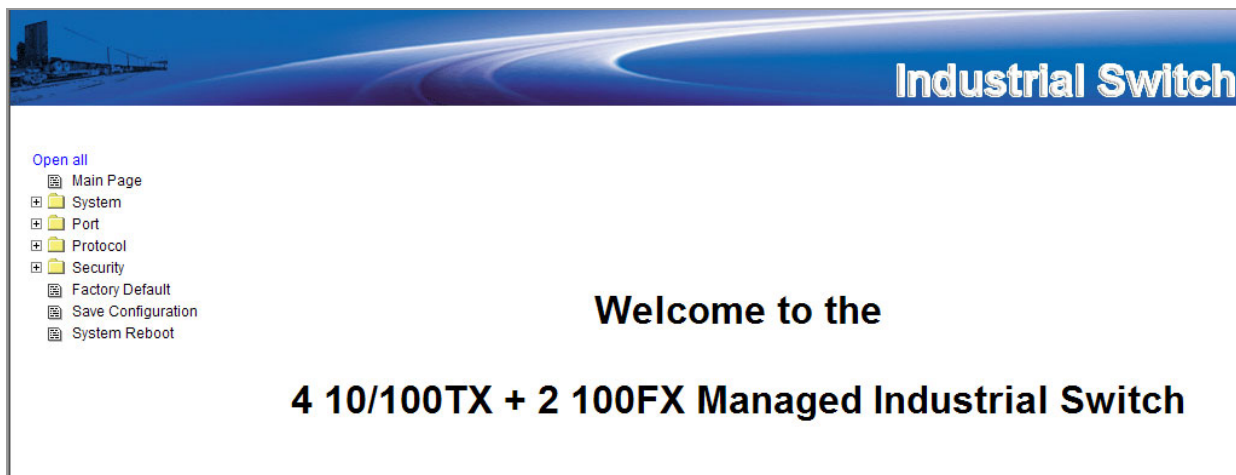 Industrial Switch
Open all
Main Page
System
Port
Protocol
Security
Factory Default
Save Configuration
System Reboot
Welcome to the
4 10/100TX + 2 100FX Managed Industrial Switch